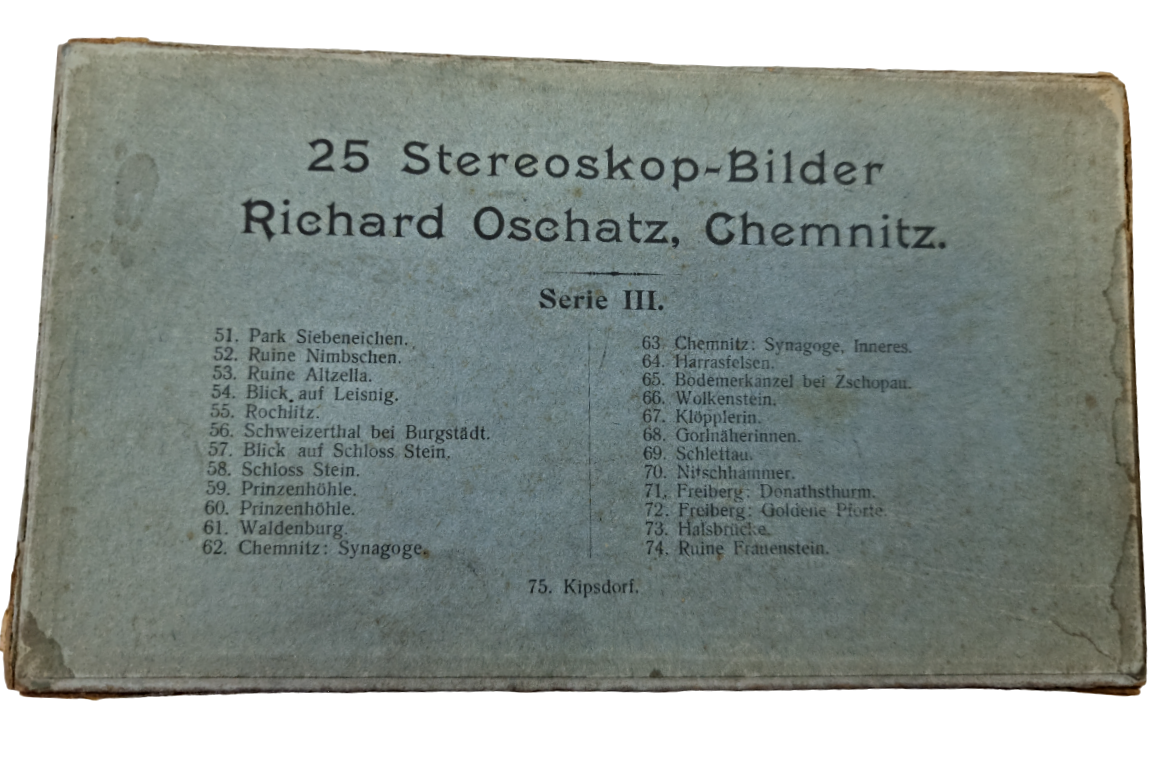 25 Stereoskop-Bilder
Richard Oschatz, Chemnitz.
Serie III.
51. Park Siebeneichen.
52. Ruine Nimbschen.
53. Ruine Altzella.
54. Blick auf Leisnig.
55. Rochlitz.
56. Schweizerthal bei Burgstädt.
57. Blick auf Schloss Stein.
58. Schloss Stein.
59. Prinzenhöhle.
60. Prinzenhöhle.
61. Waldenburg.
62. Chemnitz: Synagoge.
63. Chemnitz: Synagoge, Inneres.
64. Harrasfelsen.
65. Bodemerkanzel bei Zschopau.
66. Wolkenstein.
67. Klöpplerin.
68. Gorlnäherinnen.
69. Schlettau.
70. Nitschhammer.
71. Freiberg: Donathsthurm.
72. Freiberg: Goldene Pforte.
73. Halsbrücke.
74. Ruine Frauenstein.
75. Kipsdorf.